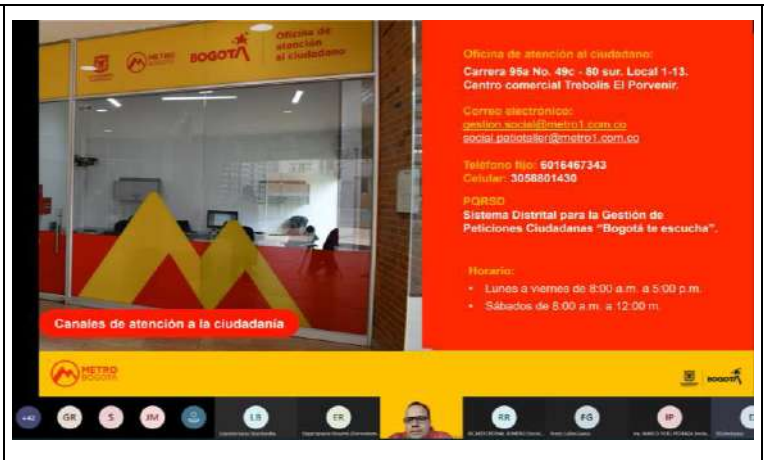 METRO
BOGOTÁ
BOGOTÁ
Oficina de
atención
al ciudadano
Oficina de atención al ciudadano:
Carrera 95a No. 49c - 80 sur. Local 1-13.
Centro comercial Trebolis El Porvenir.
Correo electrónico:
gestion.social@metro1.com.co
social.patiotaller@metro1.com.co
Teléfono fijo: 6016467343
Celular: 3058801430
PQRSD
Sistema Distrital para la Gestión de
Peticiones Ciudadanas “Bogotá te escucha”.
Horario:
• Lunes a viernes de 8:00 a.m. a 5:00 p.m.
• Sábados de 8:00 a.m. a 12:00 m.
Canales de atención a la ciudadanía
METRO
BOGOTÁ
BOGOTÁ
+42
GR
S
JM
LB
ER
RR
FG
IP